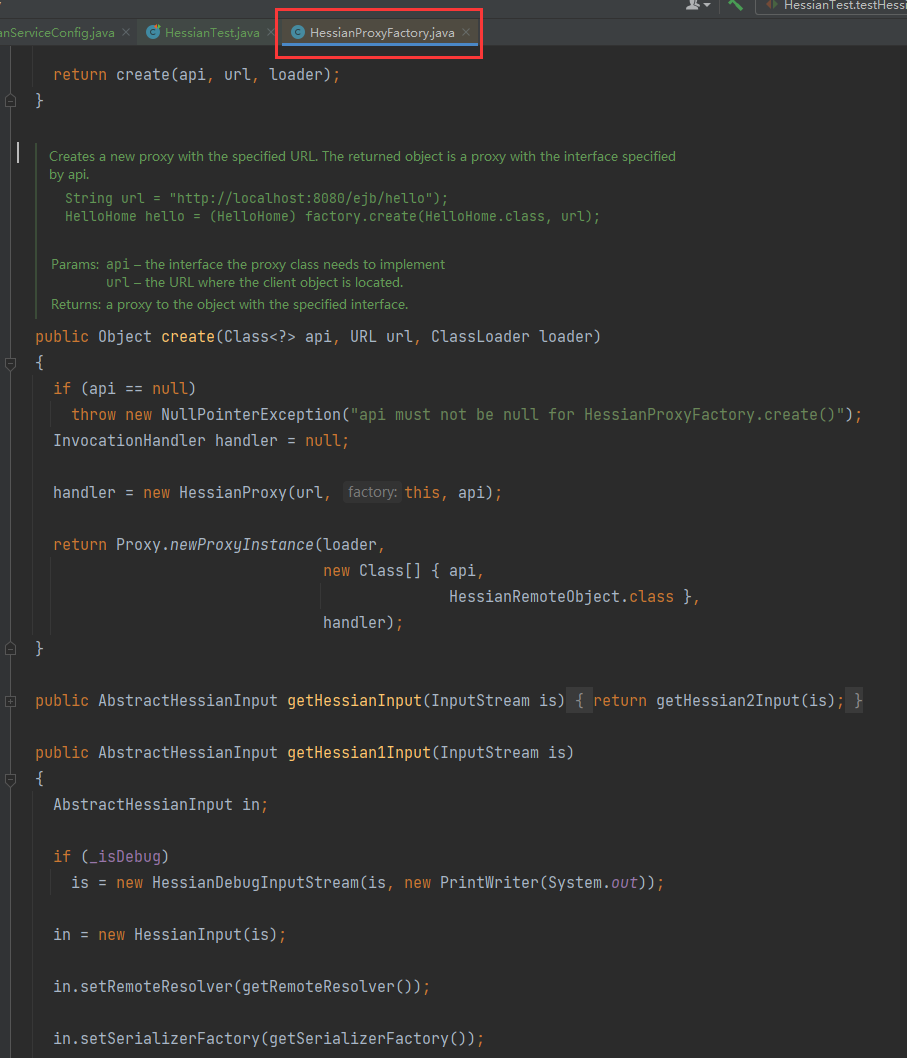 anServiceConfig.java
HessianTest.java
HessianProxyFactory.java
HessianTest.testHessi
return create(api, url, loader);
}
Creates a new proxy with the specified URL. The returned object is a proxy with the interface specified
by api.
String url = "http://localhost:8080/ejb/hello");
HelloHome hello = (HelloHome) factory.create(HelloHome.class, url);
Params: api – the interface the proxy class needs to implement
url – the URL where the client object is located.
Returns: a proxy to the object with the specified interface.
public Object create(Class<?> api, URL url, ClassLoader loader)
{
if (api == null)
throw new NullPointerException("api must not be null for HessianProxyFactory.create()");
InvocationHandler handler = null;
handler = new HessianProxy(url, factory: this, api);
return Proxy.newProxyInstance(loader,
new Class[] { api,
HessianRemoteObject.class },
handler);
}
public AbstractHessianInput getHessianInput(InputStream is) { return getHessian2Input(is); }
public AbstractHessianInput getHessian1Input(InputStream is)
{
AbstractHessianInput in;
if (_isDebug)
is = new HessianDebugInputStream(is, new PrintWriter(System.out));
in = new HessianInput(is);
in.setRemoteResolver(getRemoteResolver());
in.setSerializerFactory(getSerializerFactory());